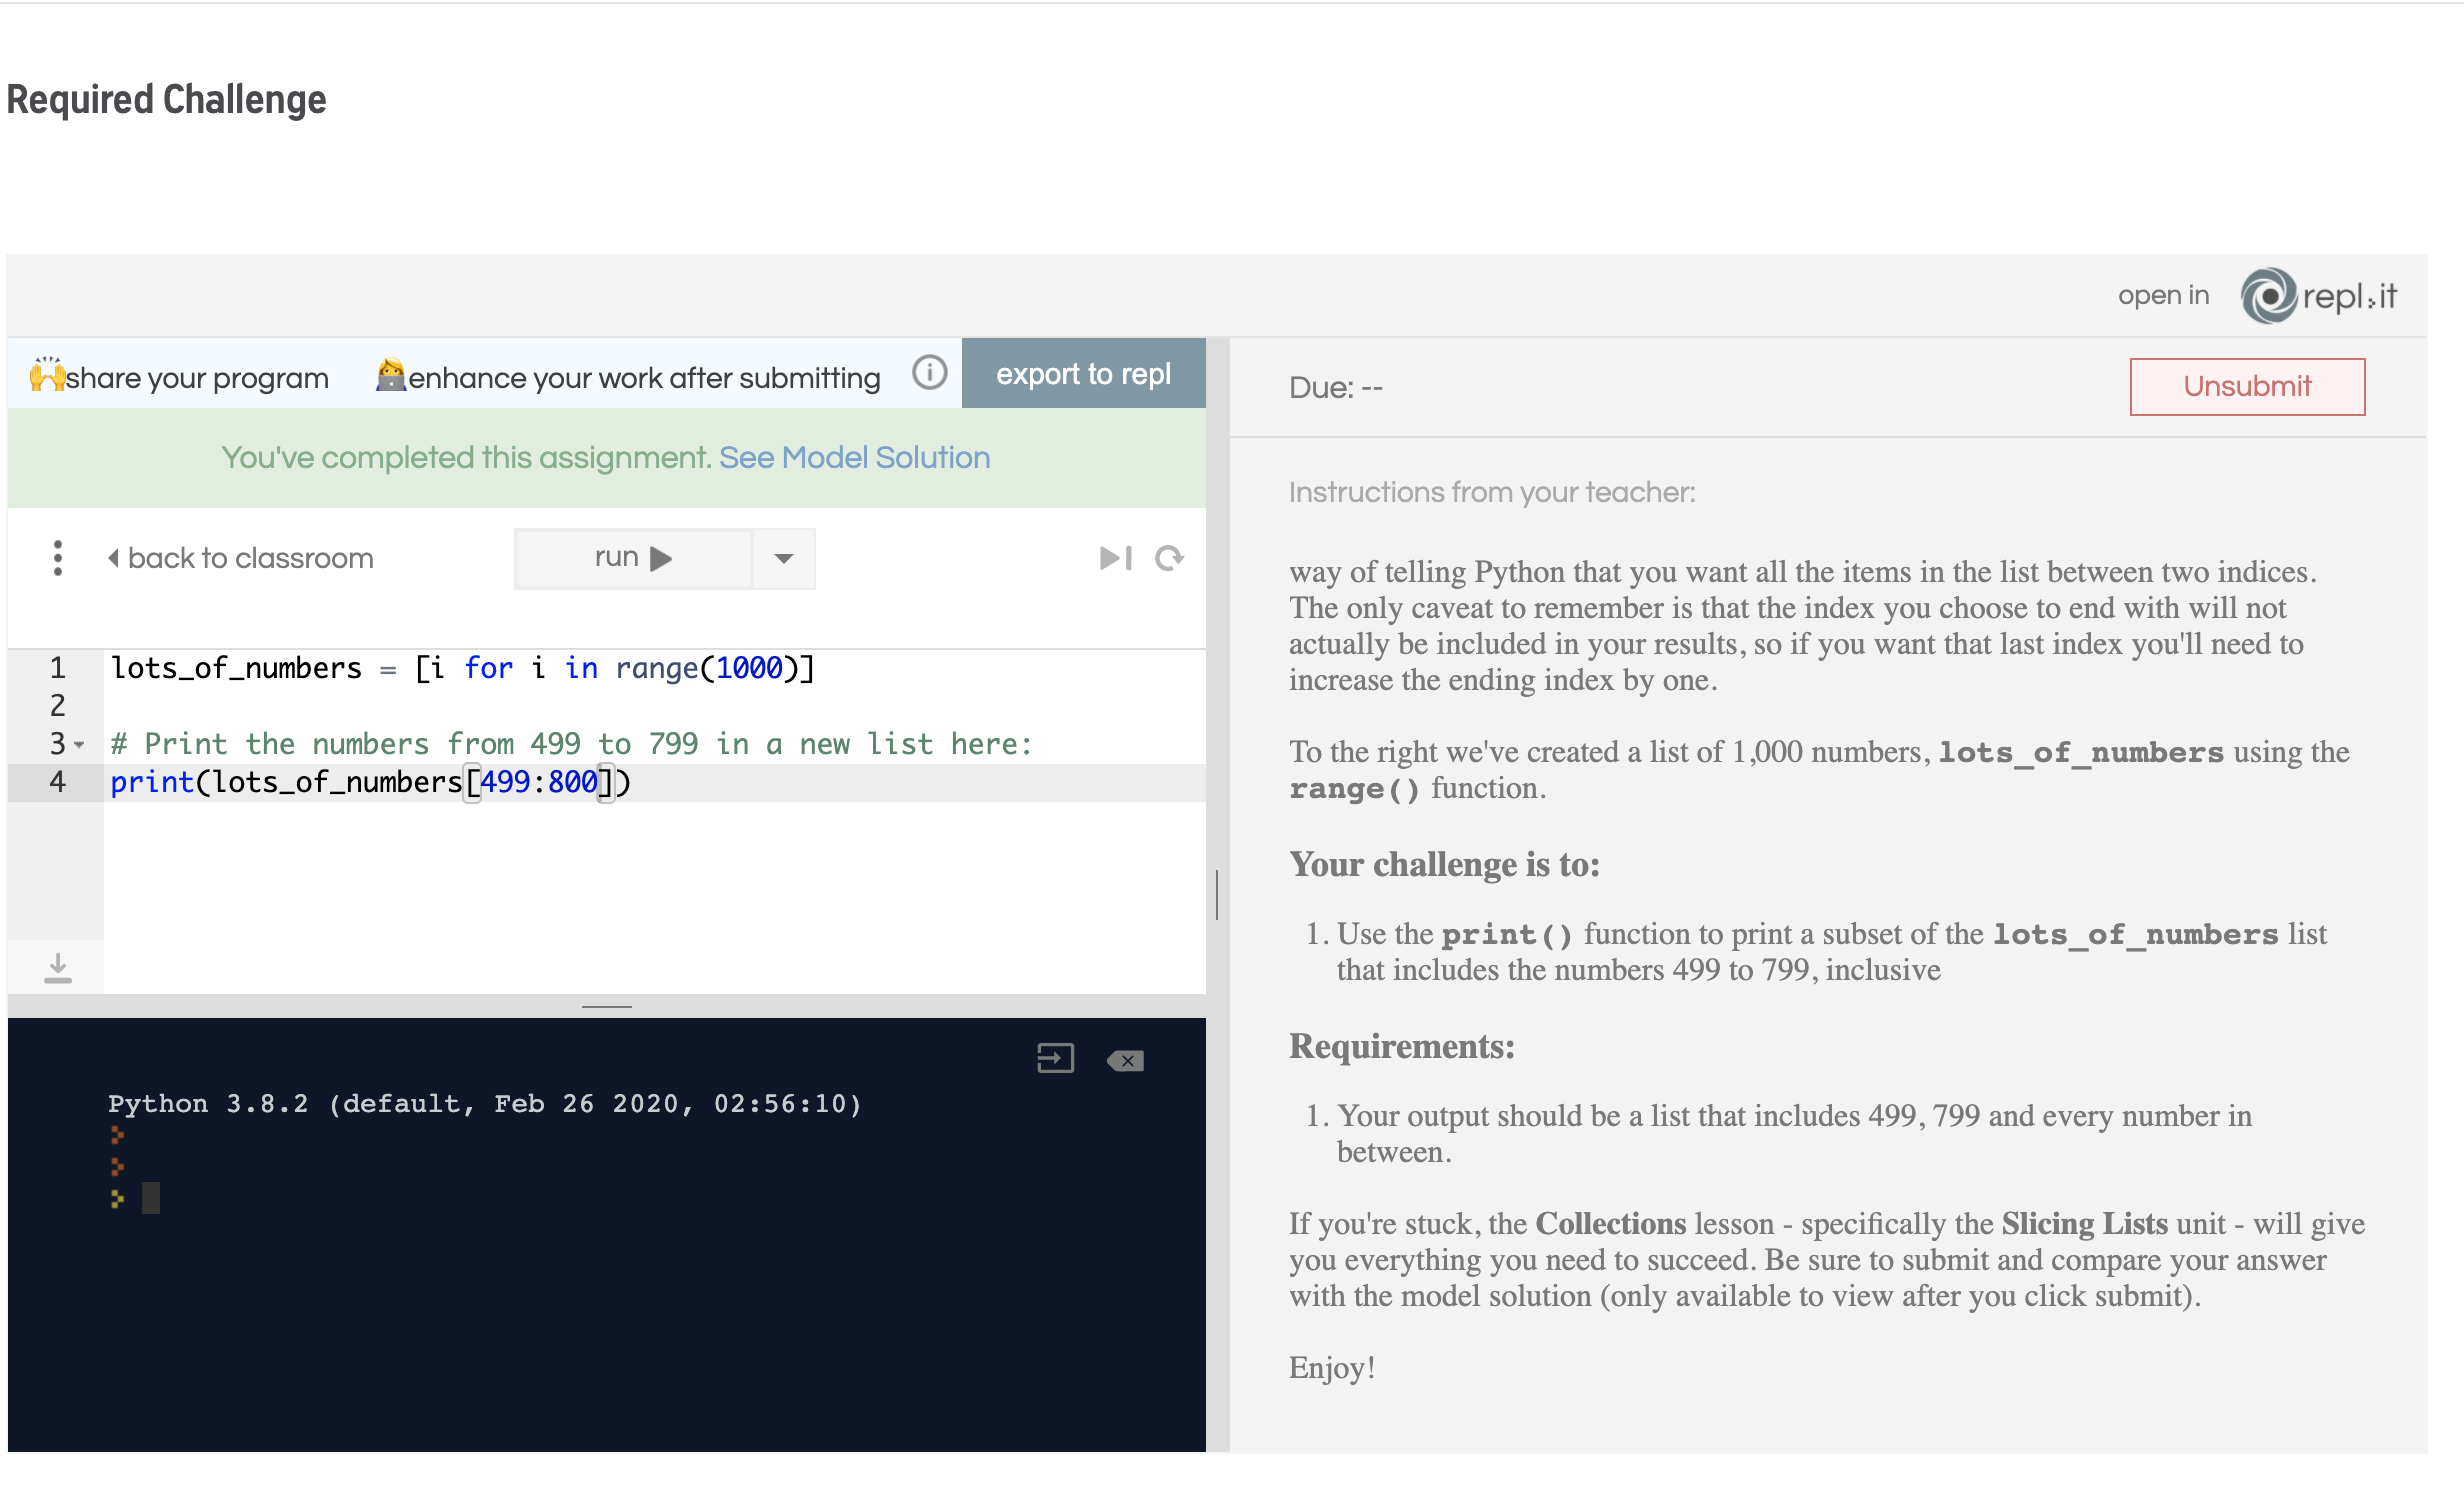 Required Challenge
open in repl.it
🙌share your program 🙋‍💻enhance your work after submitting ⓘ export to repl
You've completed this assignment. See Model Solution
back to classroom run
1 lots_of_numbers = [i for i in range(1000)]
2
3 # Print the numbers from 499 to 799 in a new list here:
4 print(lots_of_numbers[499:800])
Python 3.8.2 (default, Feb 26 2020, 02:56:10)
Due: -- Unsubmit
Instructions from your teacher:
way of telling Python that you want all the items in the list between two indices.
The only caveat to remember is that the index you choose to end with will not
actually be included in your results, so if you want that last index you'll need to
increase the ending index by one.
To the right we've created a list of 1,000 numbers, lots_of_numbers using the
range() function.
Your challenge is to:
1. Use the print() function to print a subset of the lots_of_numbers list
that includes the numbers 499 to 799, inclusive
Requirements:
1. Your output should be a list that includes 499, 799 and every number in
between.
If you're stuck, the Collections lesson - specifically the Slicing Lists unit - will give
you everything you need to succeed. Be sure to submit and compare your answer
with the model solution (only available to view after you click submit).
Enjoy!